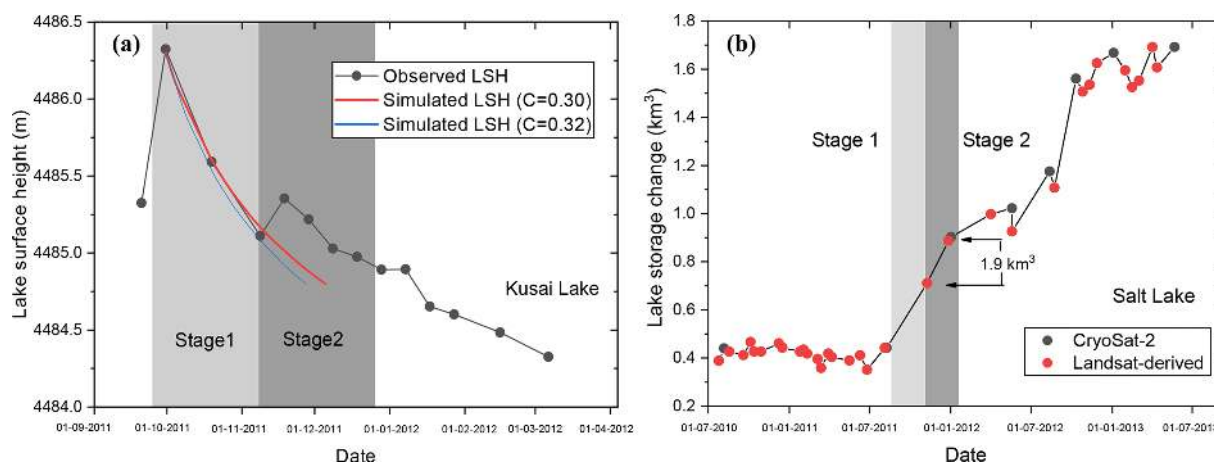 (a)
Observed LSH
Simulated LSH (C=0.30)
Simulated LSH (C=0.32)
Kusai Lake
Stage1
Stage2
Lake surface height (m)
4486.5
4486.0
4485.5
4485.0
4484.5
4484.0
01-09-2011
01-10-2011
01-11-2011
01-12-2011
01-01-2012
01-02-2012
01-03-2012
01-04-2012
Date
(b)
Stage 1
Stage 2
1.9 km³
Salt Lake
CryoSat-2
Landsat-derived
Lake storage change (km³)
1.8
1.6
1.4
1.2
1.0
0.8
0.6
0.4
0.2
01-07-2010
01-01-2011
01-07-2011
01-01-2012
01-07-2012
01-01-2013
01-07-2013
Date